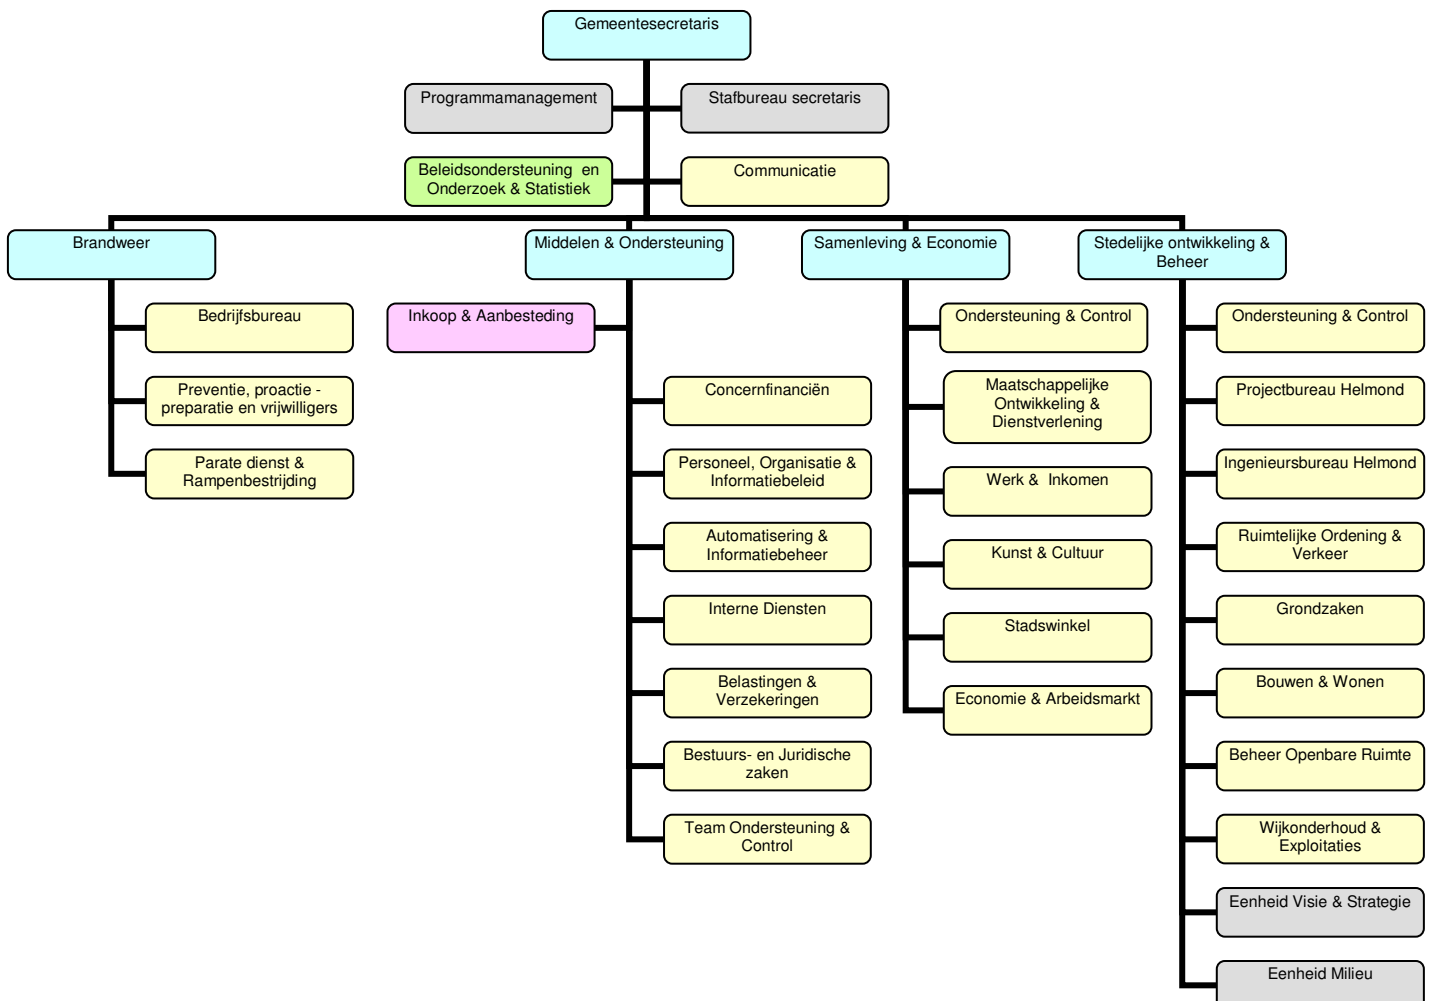 Gemeentesecretaris
Programmamanagement
Stafbureau secretaris
Beleidsondersteuning en
Onderzoek & Statistiek
Communicatie
Brandweer
Bedrijfsbureau
Preventie, proactie -
preparatie en vrijwilligers
Parate dienst &
Rampenbestrijding
Middelen & Ondersteuning
Inkoop & Aanbesteding
Concernfinanciën
Personeel, Organisatie &
Informatiebeleid
Automatisering &
Informatiebeheer
Interne Diensten
Belastingen &
Verzekeringen
Bestuurs- en Juridische
zaken
Team Ondersteuning &
Control
Samenleving & Economie
Ondersteuning & Control
Maatschappelijke
Ontwikkeling &
Dienstverlening
Werk & Inkomen
Kunst & Cultuur
Stadswinkel
Economie & Arbeidsmarkt
Stedelijke ontwikkeling &
Beheer
Ondersteuning & Control
Projectbureau Helmond
Ingenieursbureau Helmond
Ruimtelijke Ordening &
Verkeer
Grondzaken
Bouwen & Wonen
Beheer Openbare Ruimte
Wijkonderhoud &
Exploitaties
Eenheid Visie & Strategie
Eenheid Milieu